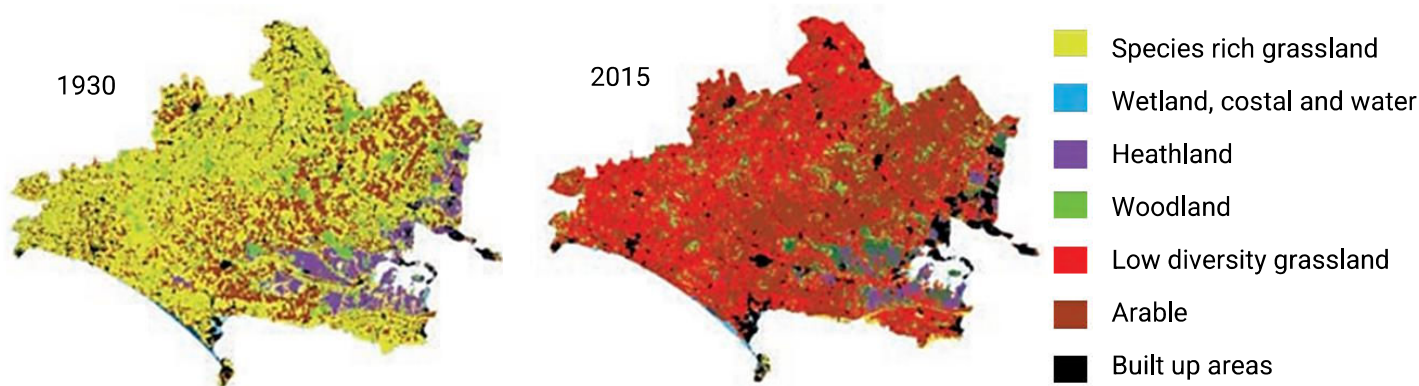 1930
2015
Species rich grassland
Wetland, costal and water
Heathland
Woodland
Low diversity grassland
Arable
Built up areas